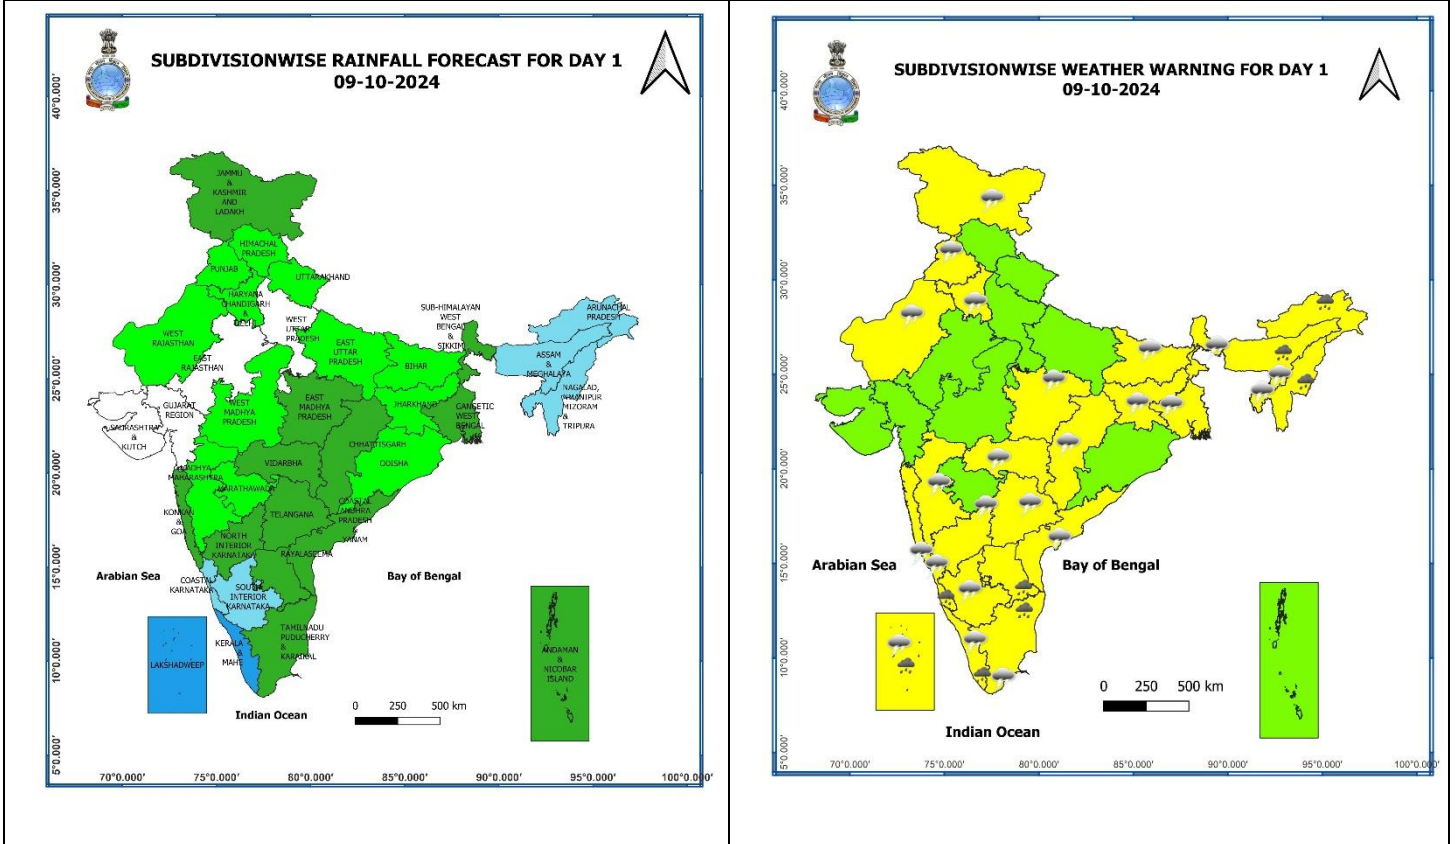 SUBDIVISIONWISE RAINFALL FORECAST FOR DAY 1
09-10-2024
40°0.000'
35°0.000'
30°0.000'
25°0.000'
20°0.000'
15°0.000'
10°0.000'
5°0.000'
JAMMU
&
KASHMIR
AND
LADAKH
HIMACHAL
PRADESH
PUNJAB
UTTARAKHAND
HARYANA
CHANDIGARH
&
DELHI
WEST
UTTAR
PRADESH
SUB-HIMALAYAN
WEST
BENGAL
&
SIKKIM
ARUNACHAL
PRADESH
WEST
RAJASTHAN
EAST
RAJASTHAN
EAST
UTTAR
PRADESH
BIHAR
ASSAM
&
MEGHALAYA
NAGALAD,
MANIPUR
MIZORAM
&
TRIPURA
GUJARAT
REGION
SAURASHTRA
&
KUTCH
WEST
MADHYA
PRADESH
EAST
MADHYA
PRADESH
JHARKHAND
GANGETIC
WEST
BENGAL
CHHATTISGARH
ODISHA
VIDARBHA
MADHYA
MAHARASHTRA
MARATHAWADA
KONKAN
&
GOA
TELANGANA
COASTAL
ANDHRA
PRADESH
&
YANAM
NORTH
INTERIOR
KARNATAKA
RAYALASEEMA
Arabian Sea
Bay of Bengal
COASTAL
KARNATAKA
SOUTH
INTERIOR
KARNATAKA
TAMILNADU
PUDUCHERRY
&
KARAIKAL
KERALA
&
MAHE
LAKSHADWEEP
ANDAMAN
&
NICOBAR
ISLAND
Indian Ocean
0 250 500 km
70°0.000' 75°0.000' 80°0.000' 85°0.000' 90°0.000' 95°0.000' 100°0.000'
SUBDIVISIONWISE WEATHER WARNING FOR DAY 1
09-10-2024
40°0.000'
35°0.000'
30°0.000'
25°0.000'
20°0.000'
15°0.000'
10°0.000'
5°0.000'
Arabian Sea
Bay of Bengal
0 250 500 km
Indian Ocean
70°0.000' 75°0.000' 80°0.000' 85°0.000' 90°0.000' 95°0.000' 100°0.000'